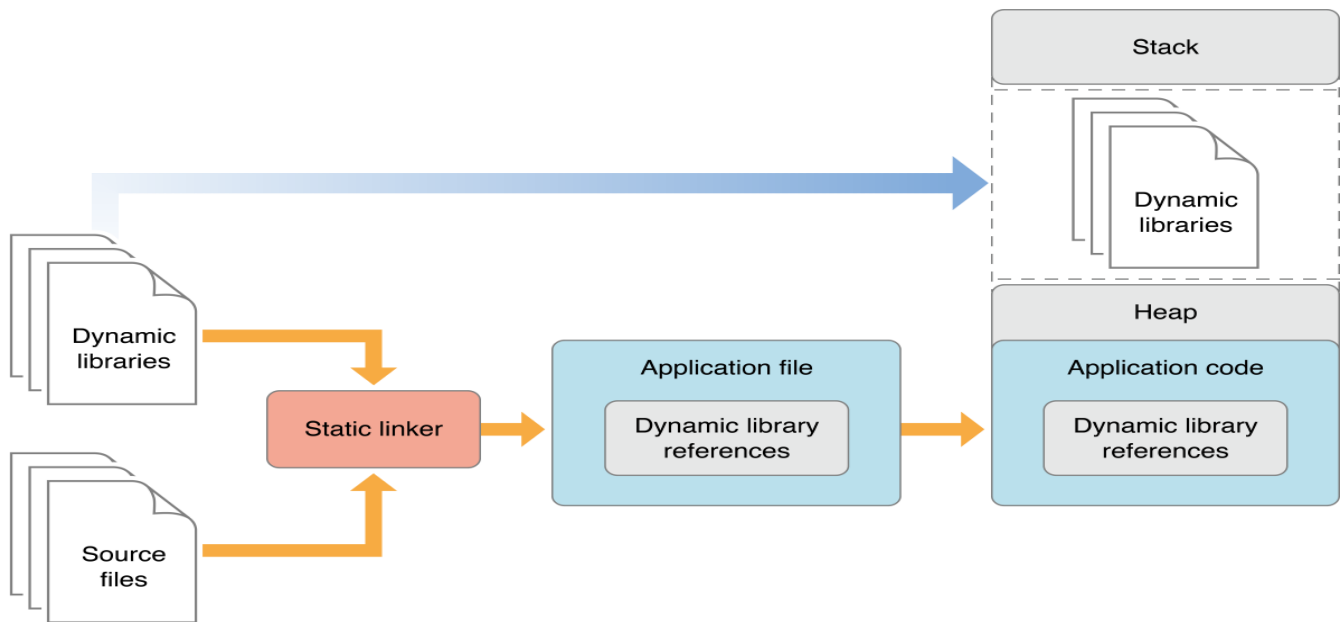 Stack
Dynamic
libraries
Dynamic
libraries
Heap
Application file
Application code
Static linker
Dynamic library
references
Dynamic library
references
Source
files